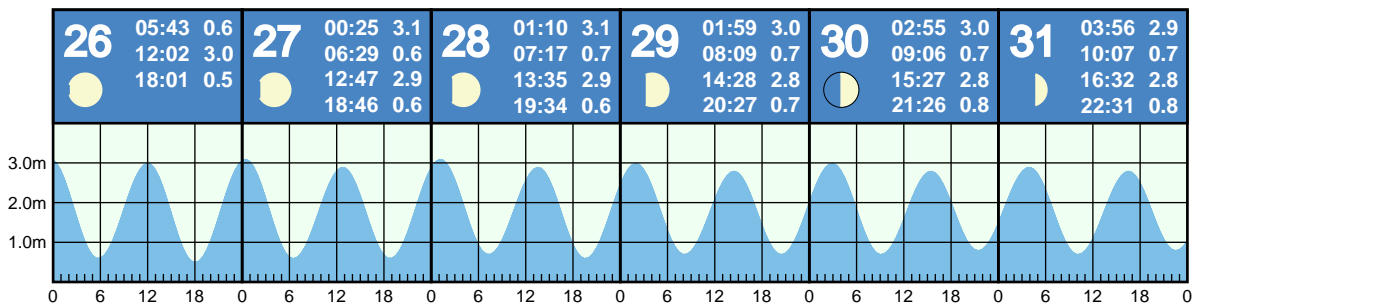 26 05:43 0.6 27 00:25 3.1 28 01:10 3.1 29 01:59 3.0 30 02:55 3.0 31 03:56 2.9
12:02 3.0 06:29 0.6 07:17 0.7 08:09 0.7 09:06 0.7 10:07 0.7
18:01 0.5 12:47 2.9 13:35 2.9 14:28 2.8 15:27 2.8 16:32 2.8
18:46 0.6 19:34 0.6 20:27 0.7 21:26 0.8 22:31 0.8
3.0m
2.0m
1.0m
0 6 12 18 0 6 12 18 0 6 12 18 0 6 12 18 0 6 12 18 0 6 12 18 0